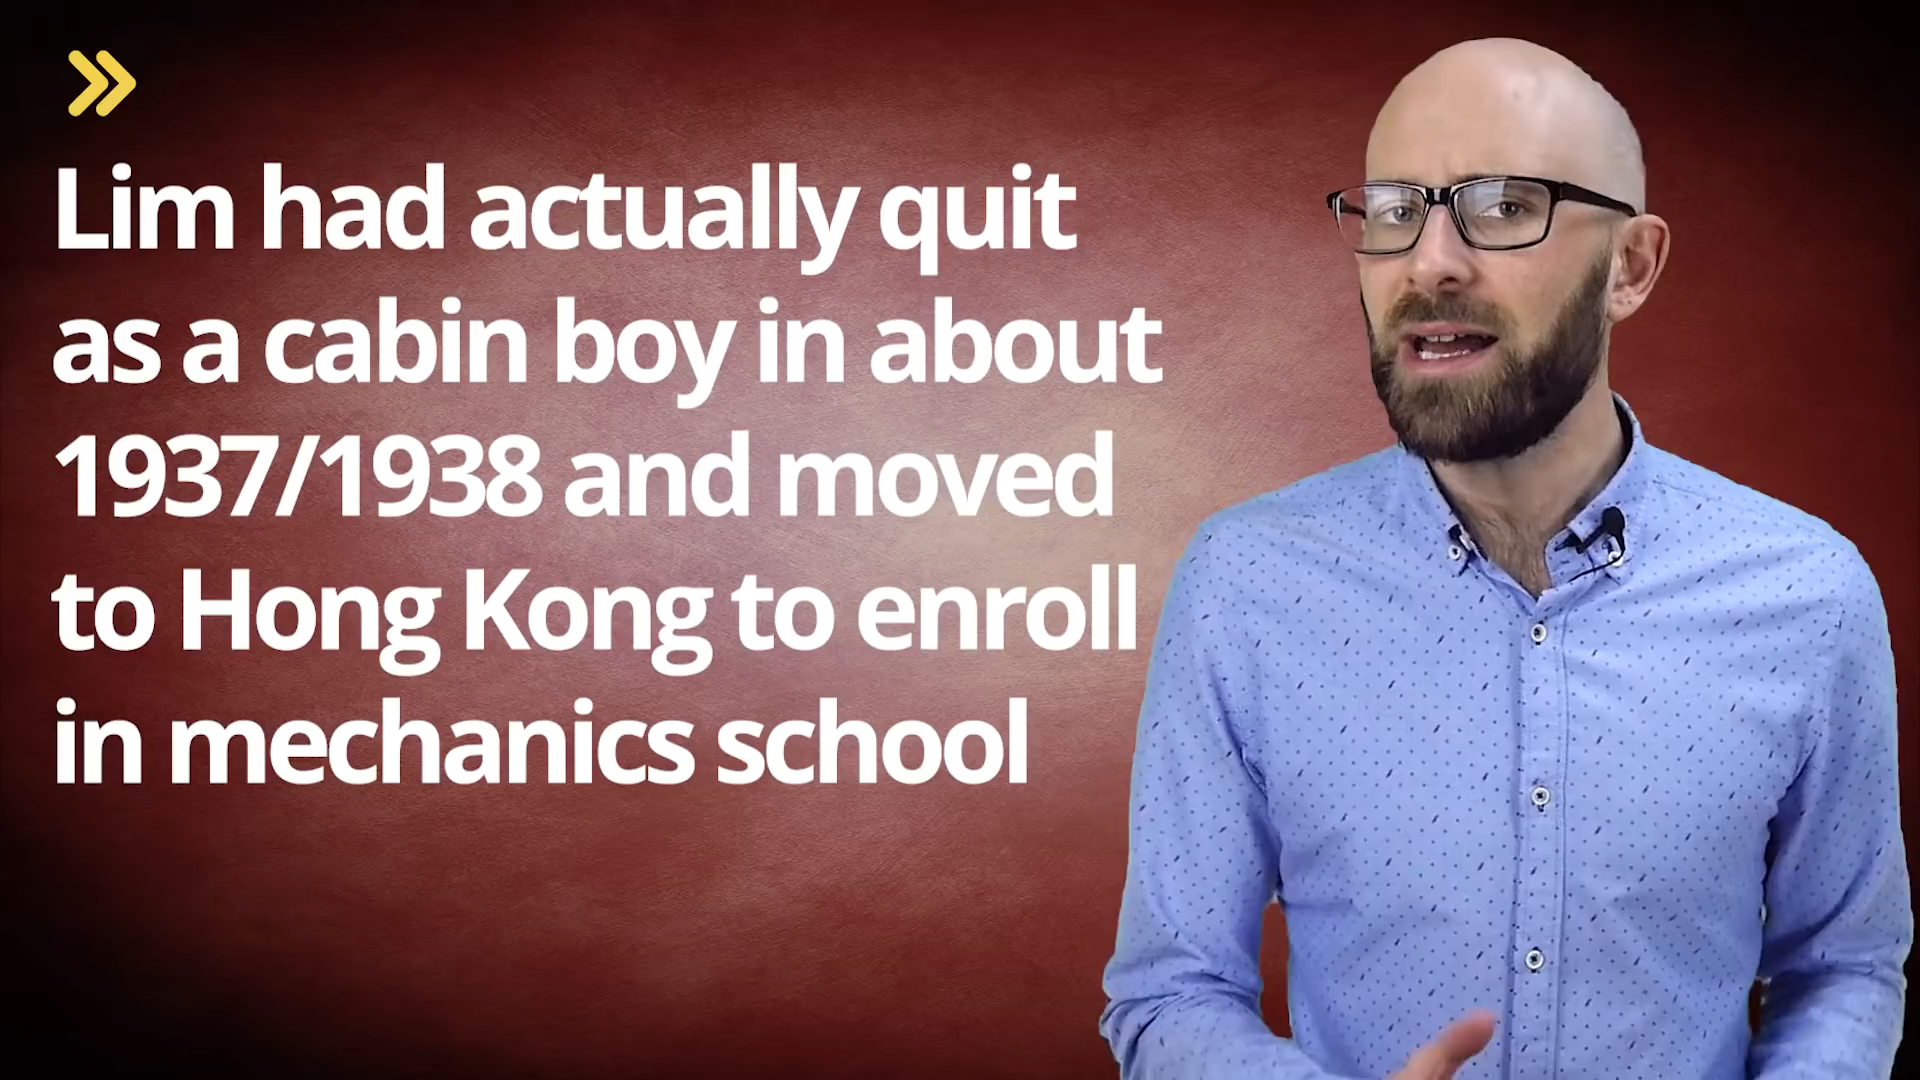 Lim had actually quit
as a cabin boy in about
1937/1938 and moved
to Hong Kong to enroll
in mechanics school